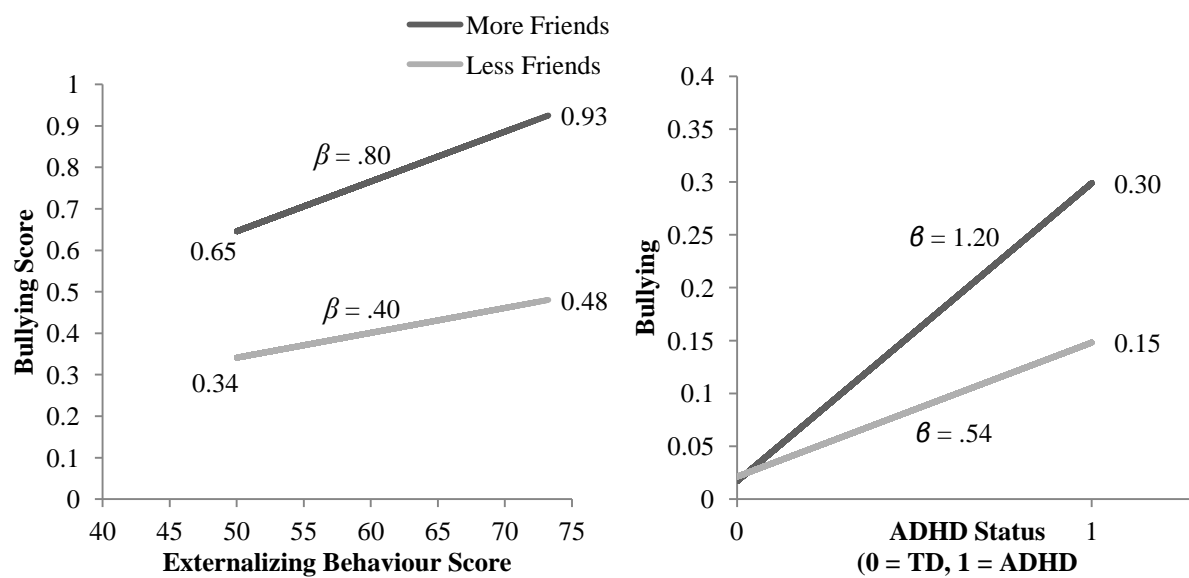 More Friends
Less Friends
1
0.9
0.8
0.7
0.6
0.5
0.4
0.3
0.2
0.1
0
Bullying Score
0.93
β = .80
0.65
0.48
β = .40
0.34
40 45 50 55 60 65 70 75
Externalizing Behaviour Score
0.4
0.35
0.3
0.25
0.2
0.15
0.1
0.05
0
Bullying
0.30
β = 1.20
0.15
β = .54
0 1
ADHD Status
(0 = TD, 1 = ADHD